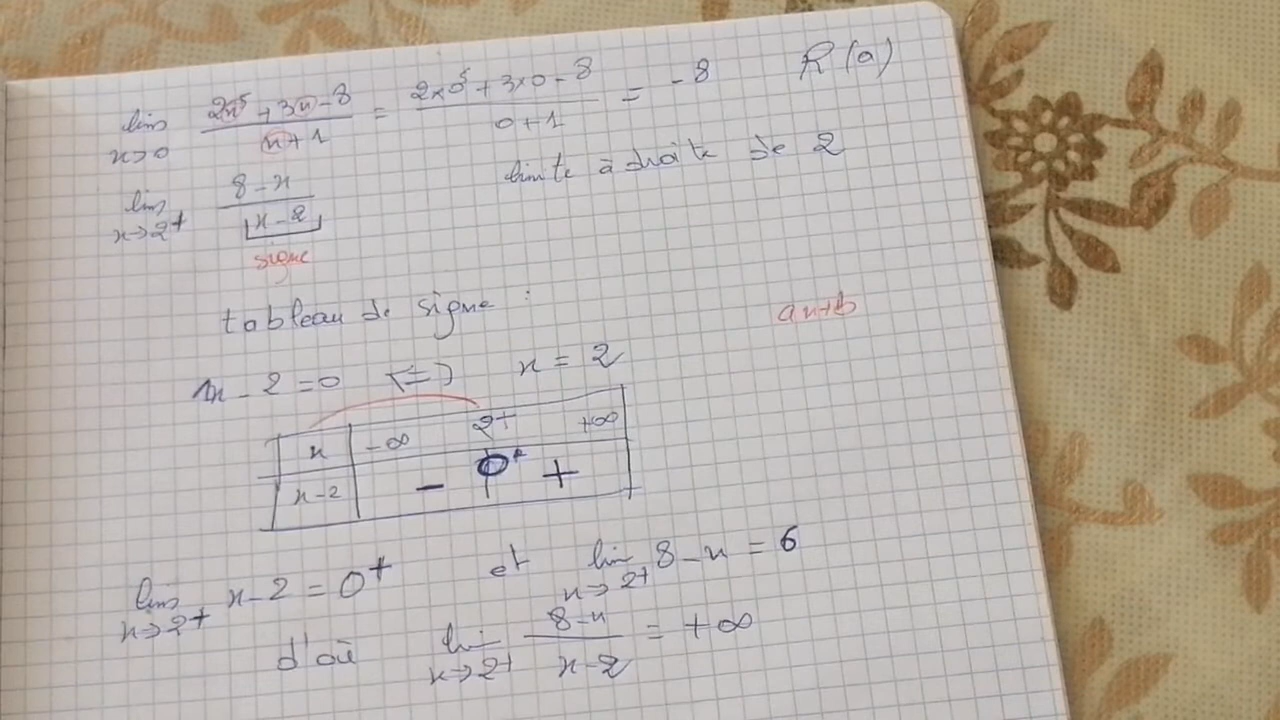 lim x→0 (2x⁵ + 3x - 8)/(x + 1) = (2×0⁵ + 3×0 - 8)/(0 + 1) = -8 R(a)
lim x→2⁺ (8 - x)/(x - 2) limite à droite de 2
signe
tableau de signe :
ax+b
1x - 2 = 0 <=> x = 2
x -∞ 2⁺ +∞
x-2 - 0⁺ +
lim x→2⁺ x - 2 = 0⁺ et lim x→2⁺ 8 - x = 6
d'où lim x→2⁺ (8 - x)/(x - 2) = +∞